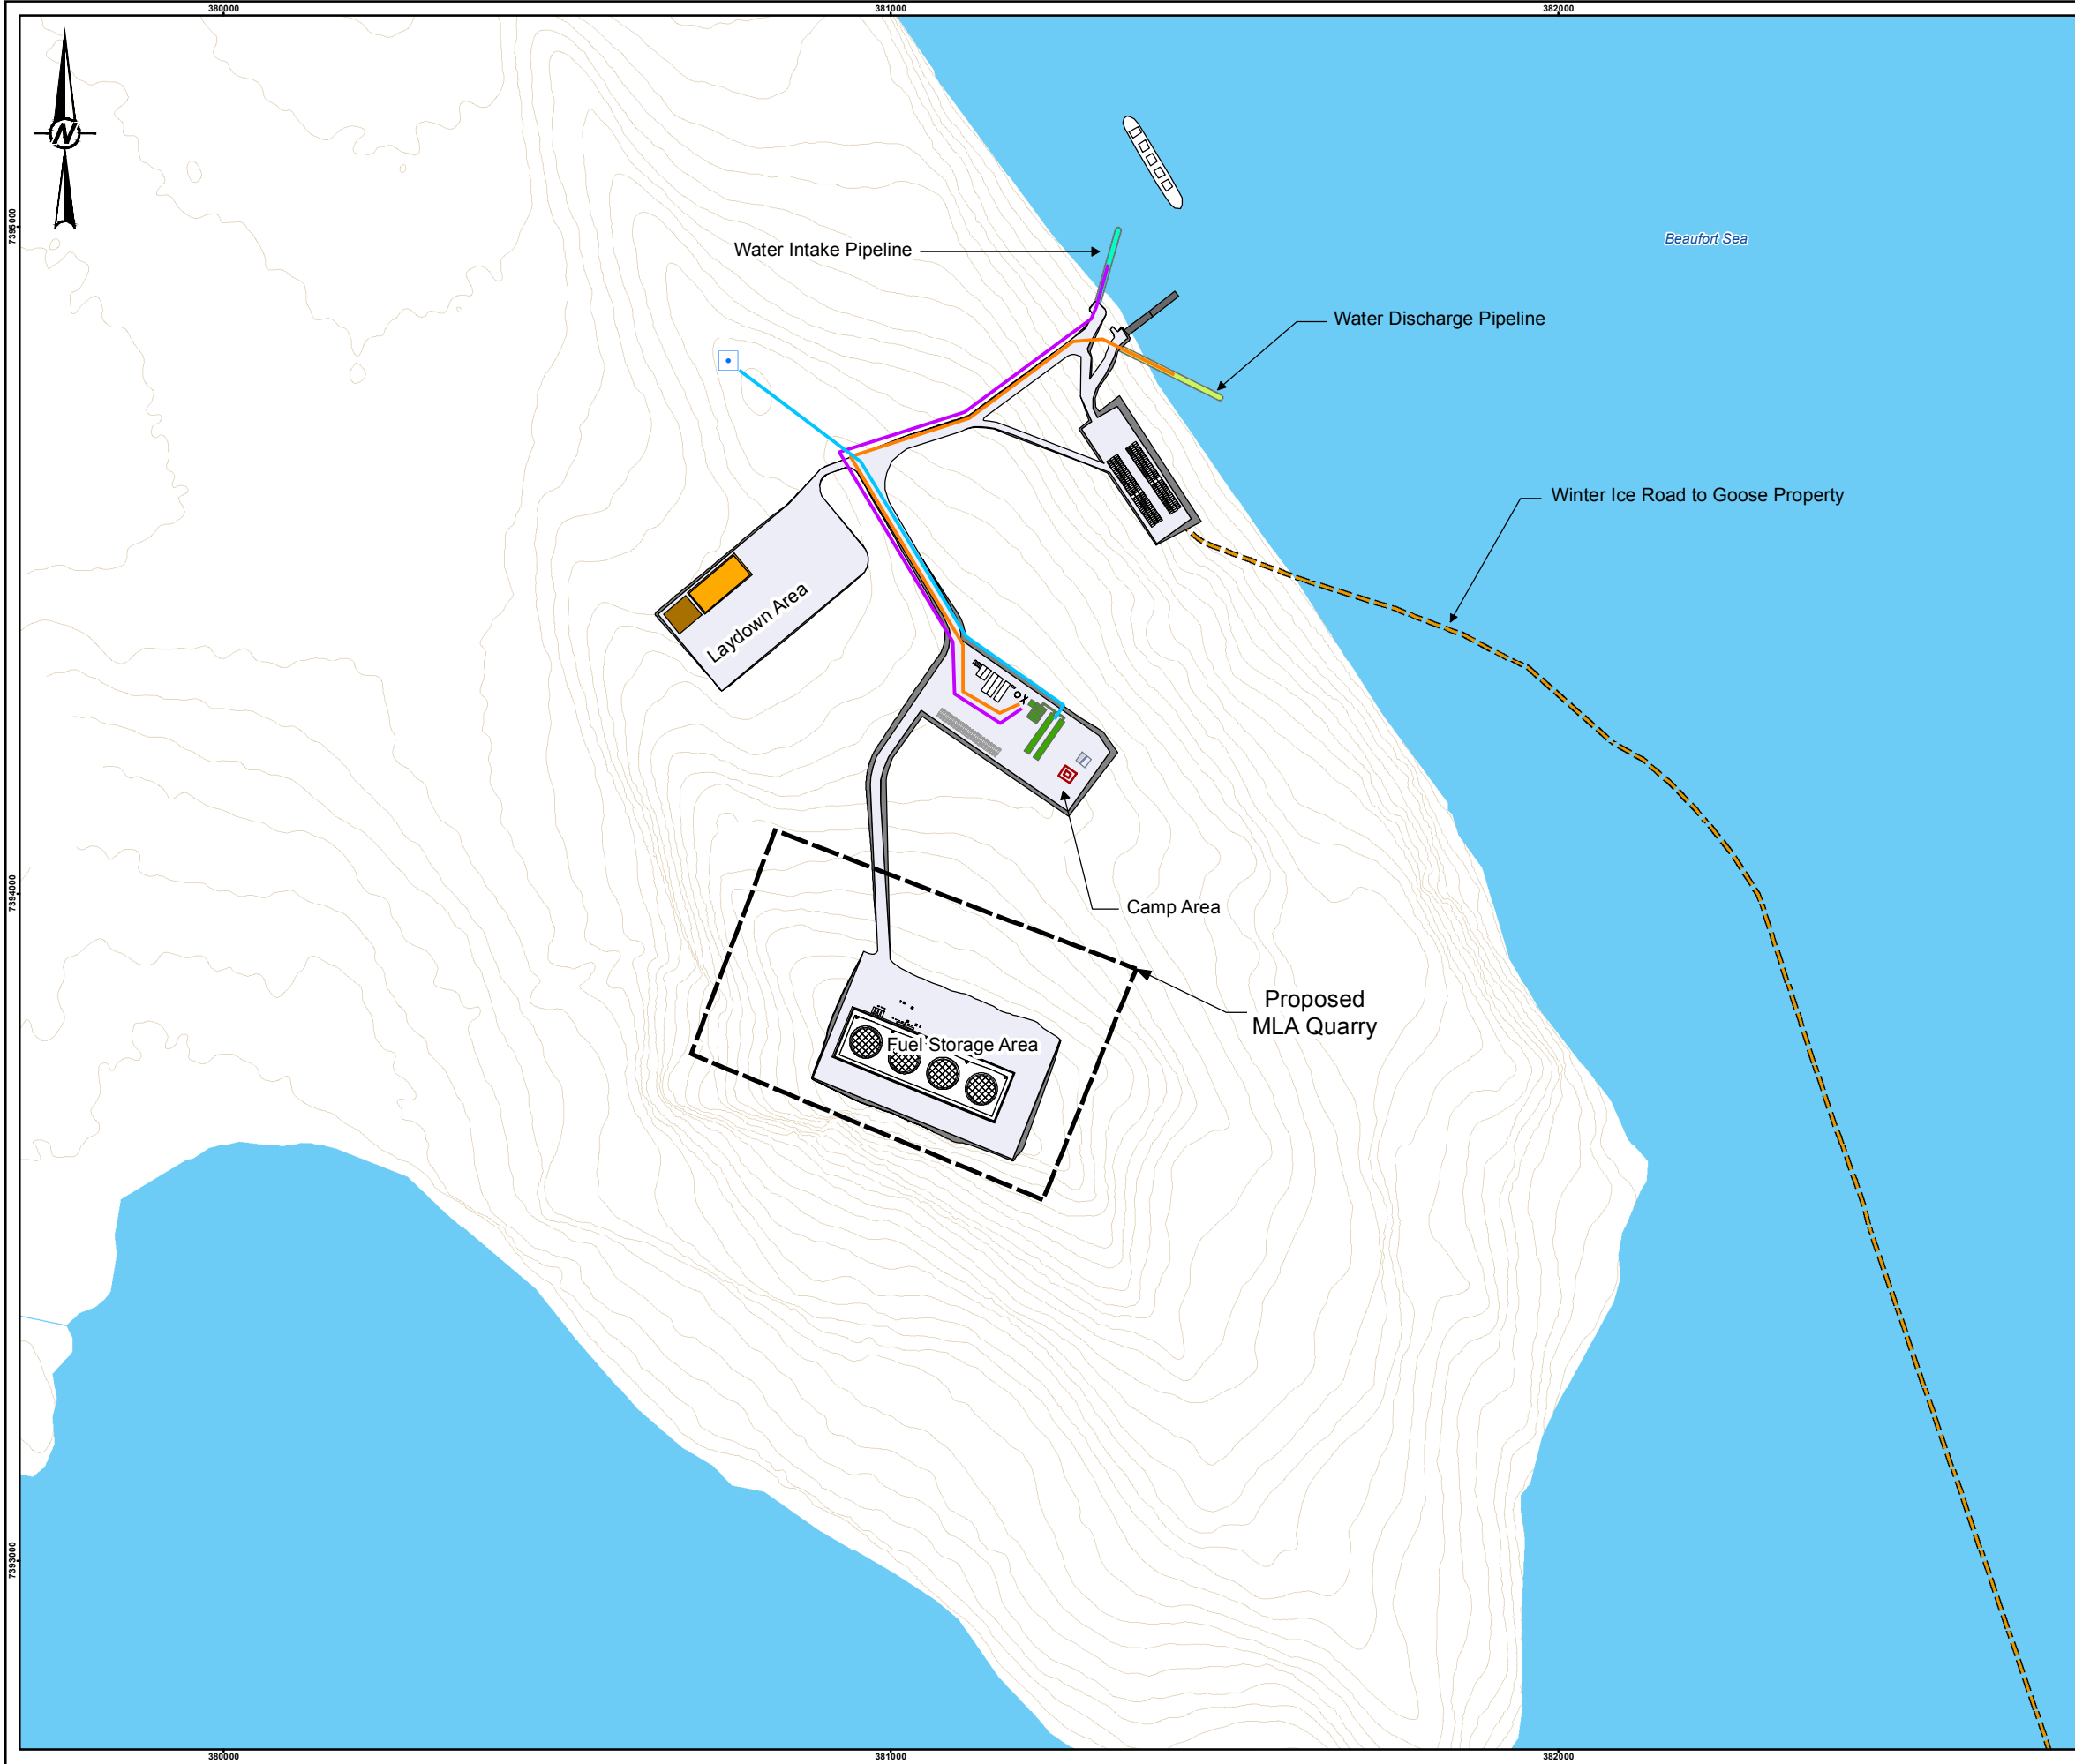 380000
381000
382000
N
7395000
Water Intake Pipeline
Beaufort Sea
Water Discharge Pipeline
Winter Ice Road to Goose Property
Laydown Area
7394000
Camp Area
Proposed
MLA Quarry
Fuel Storage Area
7393000
380000
381000
382000